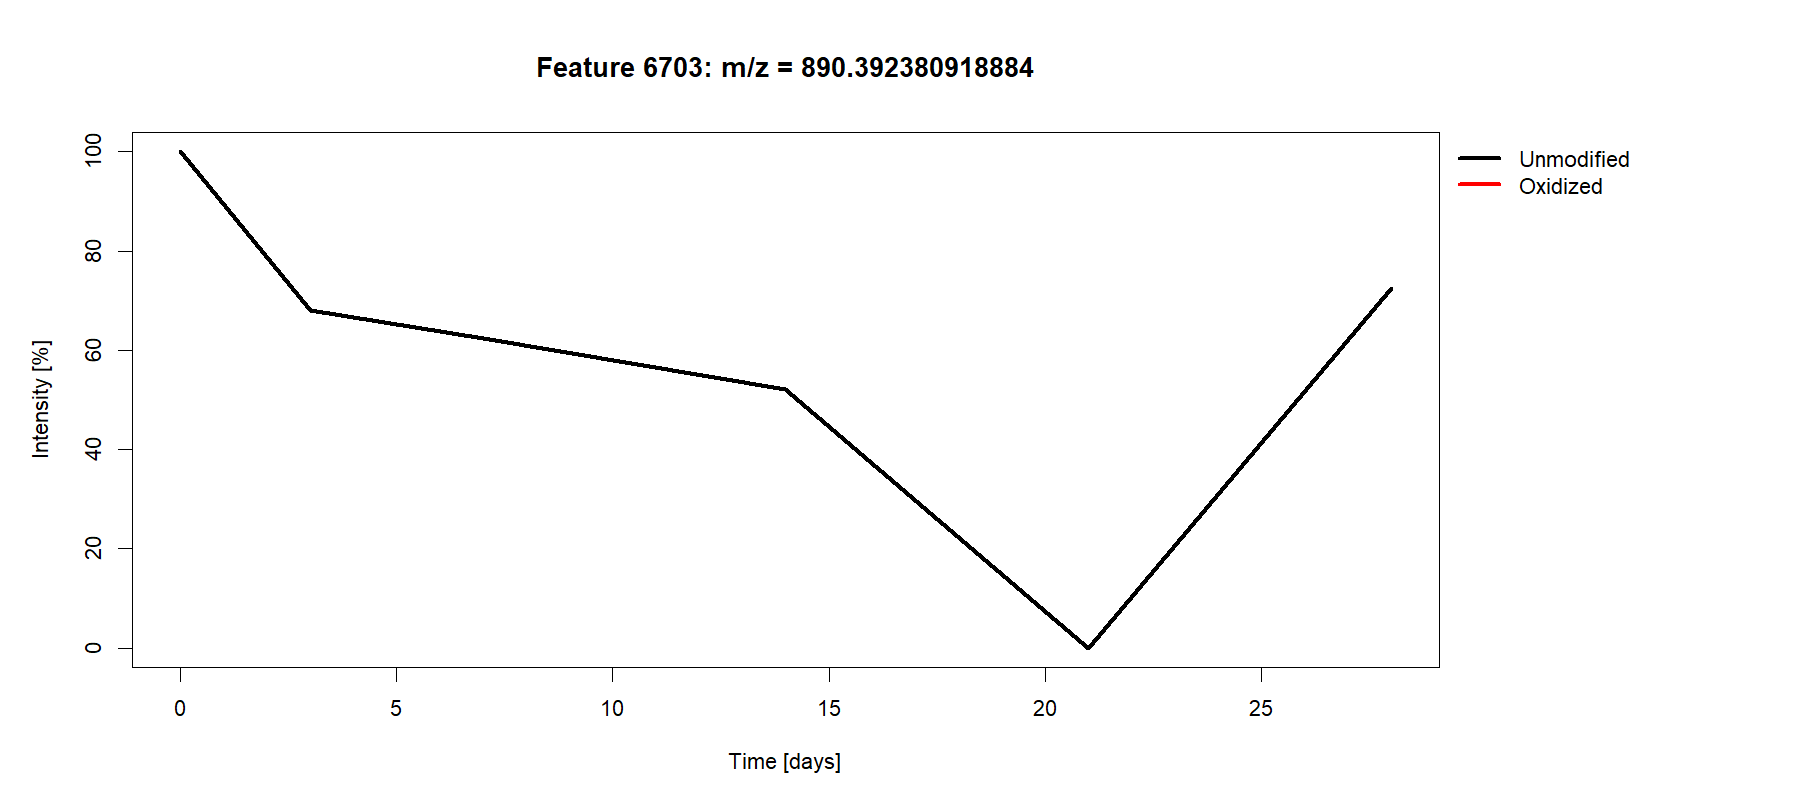 Feature 6703: m/z = 890.392380918884
Unmodified
Oxidized
Intensity [%]
100
80
60
40
20
0
0 5 10 15 20 25
Time [days]